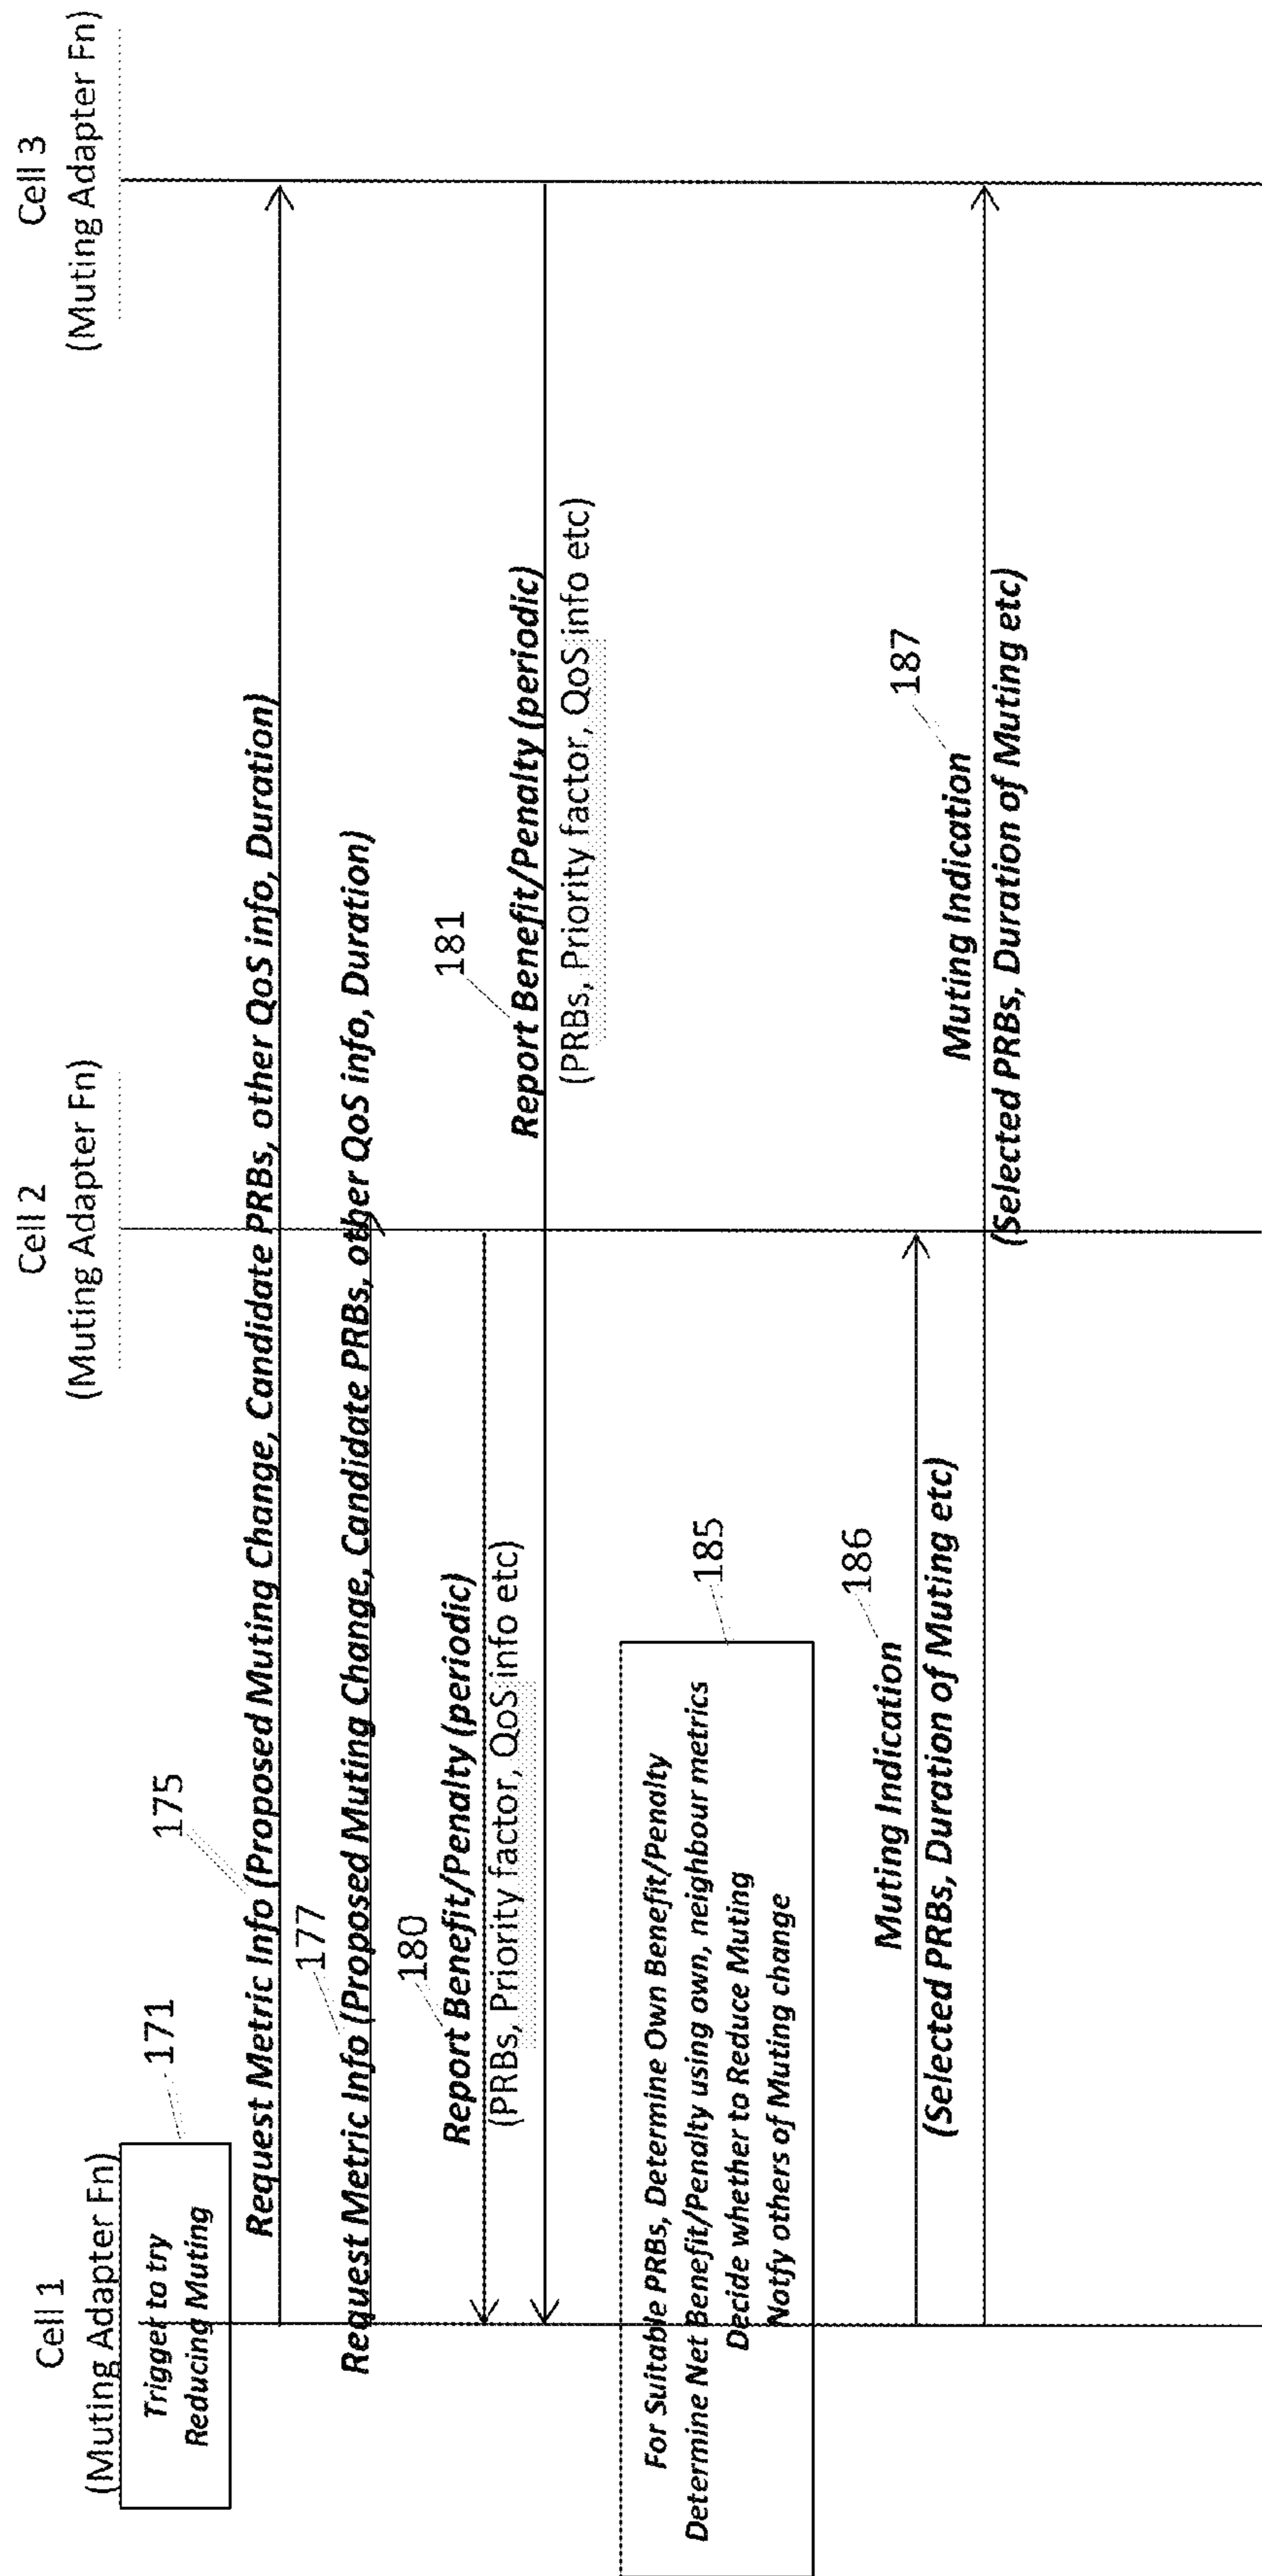 Cell 1
(Muting Adapter Fn)
Cell 2
(Muting Adapter Fn)
Cell 3
(Muting Adapter Fn)
Trigger to try
Reducing Muting
171
175
Request Metric Info (Proposed Muting Change, Candidate PRBs, other QoS info, Duration)
177
Request Metric Info (Proposed Muting Change, Candidate PRBs, other QoS info, Duration)
180
Report Benefit/Penalty (periodic)
(PRBs, Priority factor, QoS info etc)
181
Report Benefit/Penalty (periodic)
(PRBs, Priority factor, QoS info etc)
185
For Suitable PRBs, Determine Own Benefit/Penalty
Determine Net Benefit/Penalty using own, neighbour metrics
Decide whether to Reduce Muting
Notfy others of Muting change
186
Muting Indication
(Selected PRBs, Duration of Muting etc)
187
Muting Indication
(Selected PRBs, Duration of Muting etc)